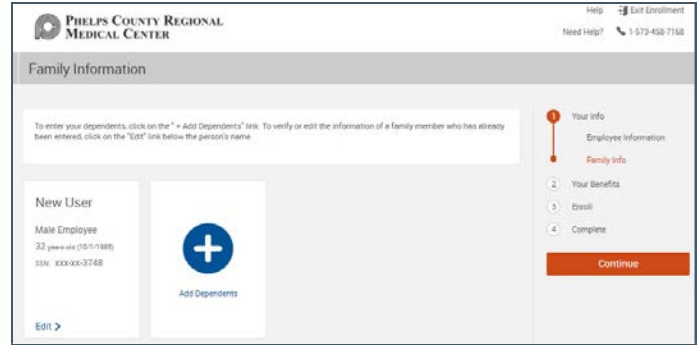 PHELPS COUNTY REGIONAL
MEDICAL CENTER
Help Exit Enrollment
Need Help? 1-573-458-7168
Family Information
To enter your dependents, click on the " + Add Dependents" link. To verify or edit the information of a family member who has already
been entered, click on the "Edit" link below the person's name.
New User
Male Employee
32 years old (10/1/1985)
SSN: XXX-XX-3748
Edit >
Add Dependents
1 Your Info
Employee Information
Family Info
2 Your Benefits
3 Enroll
4 Complete
Continue